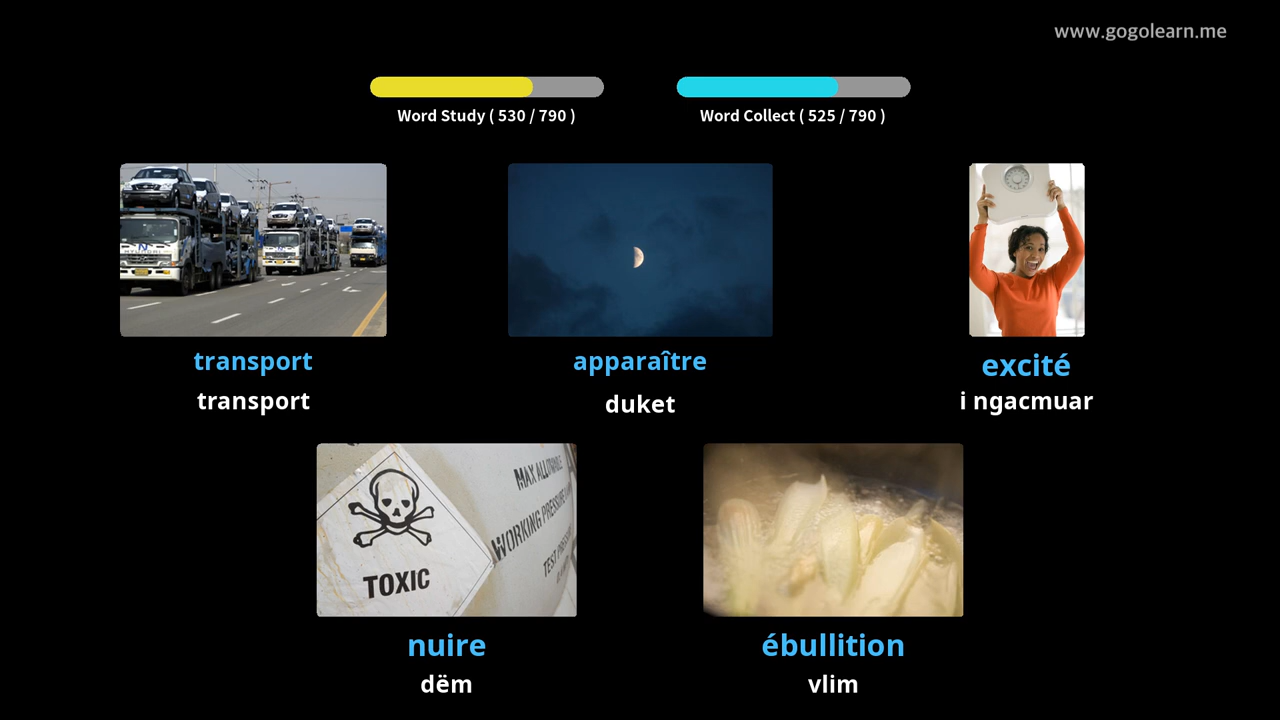 www.gogolearn.me
Word Study ( 530 / 790 )
Word Collect ( 525 / 790 )
transport
transport
apparaître
duket
excité
i ngacmuar
TOXIC
MAX ALLOWABLE
WORKING PRESSURE
TEST
nuire
dëm
ébullition
vlim